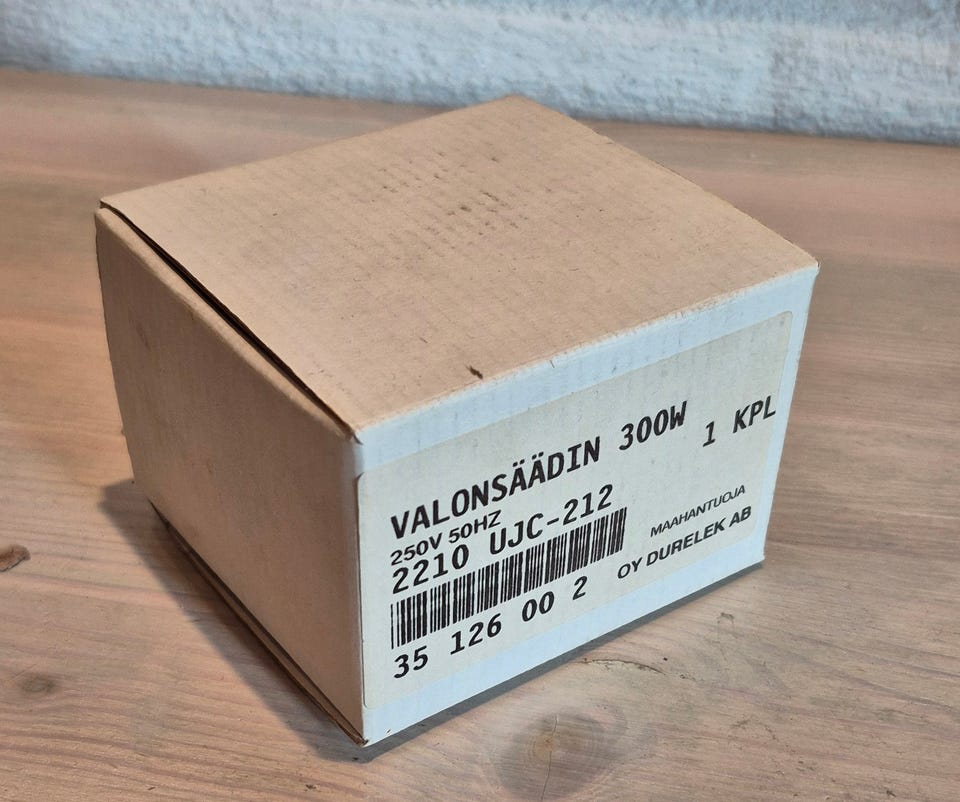 VALONSÄÄDIN 300W 1 KPL
250V 50HZ
2210 UJC-212
35 126 00 2
MAAHANTUOJA
OY DURELEK AB